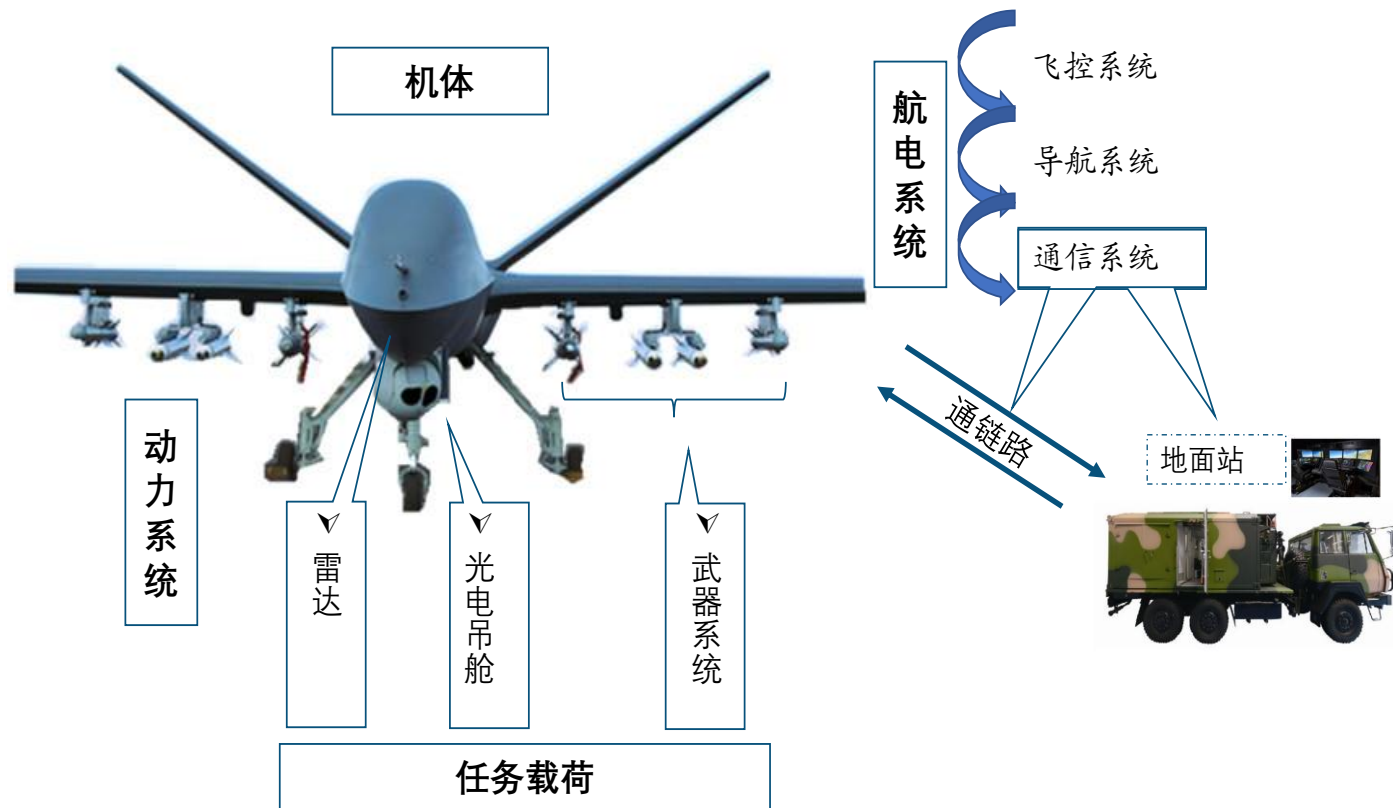 机体
航电系统
飞控系统
导航系统
通信系统
通链路
地面站
动力系统
雷达
光电吊舱
武器系统
任务载荷